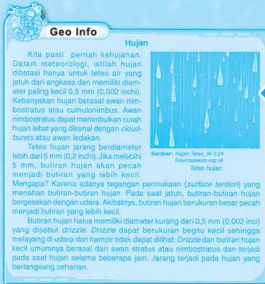 Geo Info
Hujan
Kita pasti pernah kehujanan.
Dalam meteorologi, istilah hujan
dibatasi hanya untuk tetes air yang
jatuh dari angkasa dan memiliki diam-
eter paling kecil 0,5 mm (0,002 inchi).
Kebanyakan hujan berasal awan nim-
bostratus atau cumulonimbus. Awan
nimbostratus dapat menimbulkan curah
hujan lebat yang dikenal dengan cloud-
bursts atau awan ledakan.
Tetes hujan jarang berdiameter
lebih dari 5 mm (0,2 inchi). Jika melebihi
5 mm, butiran hujan akan pecah
menjadi butiran yang lebih kecil.
Sumber: Hujan Tetes_W 3.24
hourmuseum.org.uk
Tetes hujan
Mengapa? Karena adanya tegangan permukaan (surface tention) yang
menahan butiran-butiran hujan. Pada saat jatuh, butiran-butiran hujan
bergesekan dengan udara. Akibatnya, butiran hujan berukuran besar pecah
menjadi butiran yang lebih kecil.
Butiran hujan halus memiliki diameter kurang dari 0,5 mm (0,002 inci)
yang disebut drizzle. Drizzle dapat berukuran begitu kecil sehingga
melayang di udara dan hampir tidak dapat dilihat. Drizzle dan butiran hujan
kecil umumnya berasal dari awan stratus atau nimbostratus dan terjadi
pada saat hujan selama beberapa jam. Jarang terjadi pada hujan yang
berlangsung seharian.